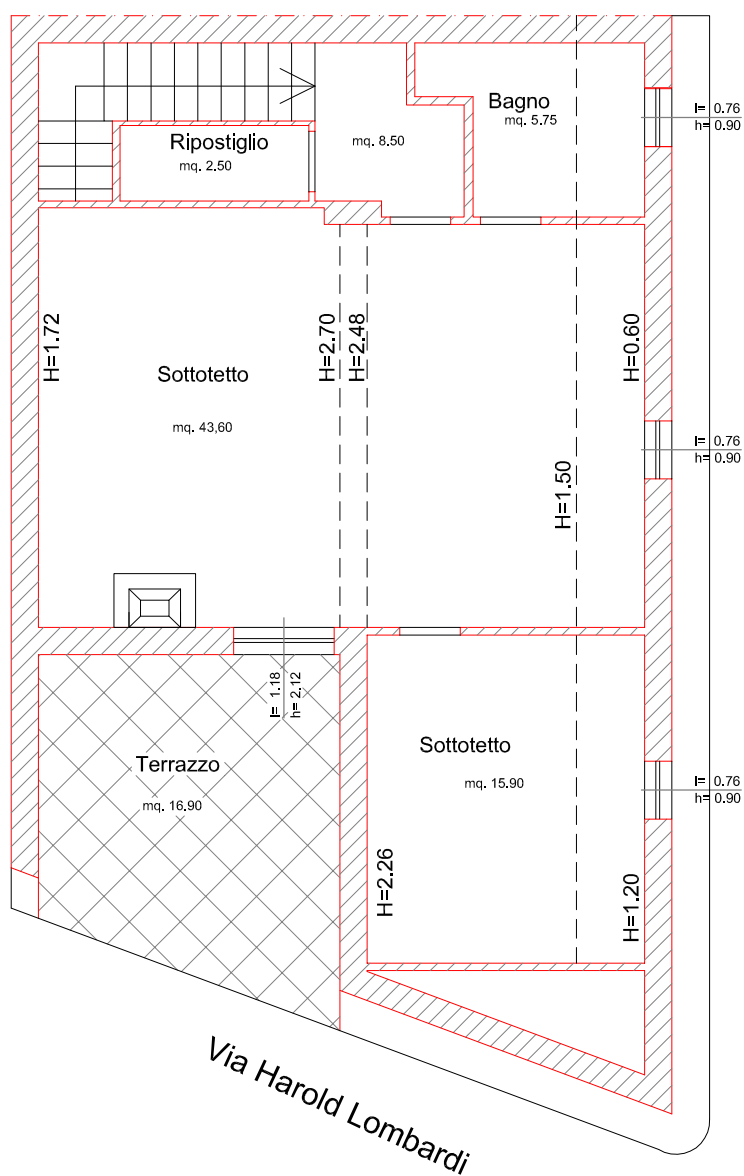 Bagno
mq. 5.75
l= 0.76
h= 0.90
Ripostiglio
mq. 2.50
mq. 8.50
H=1.72
H=2.70
H=2.48
H=0.60
Sottotetto
mq. 43,60
l= 0.76
h= 0.90
H=1.50
l= 1.18
h= 2.12
Terrazzo
mq. 16.90
Sottotetto
mq. 15.90
l= 0.76
h= 0.90
H=2.26
H=1.20
Via Harold Lombardi